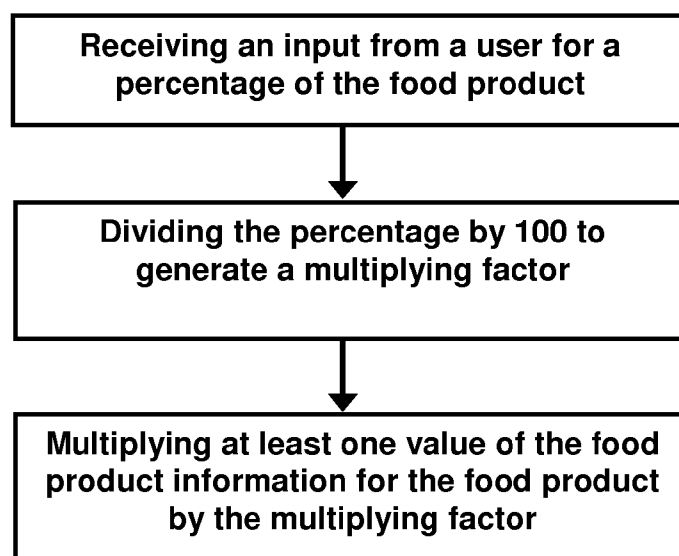 Receiving an input from a user for a
percentage of the food product
Dividing the percentage by 100 to
generate a multiplying factor
Multiplying at least one value of the food
product information for the food product
by the multiplying factor